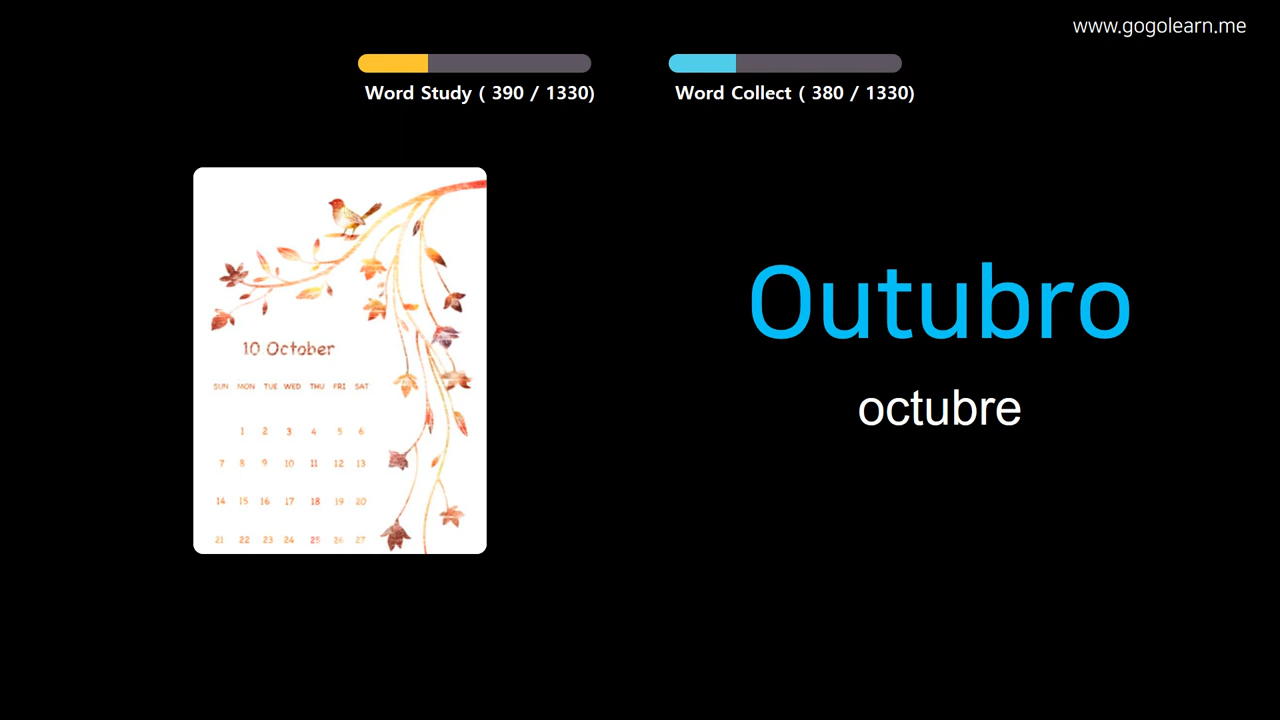 www.gogolearn.me
Word Study ( 390 / 1330)
Word Collect ( 380 / 1330)
10 October
SUN MON TUE WED THU FRI SAT
1 2 3 4 5 6
7 8 9 10 11 12 13
14 15 16 17 18 19 20
21 22 23 24 25 26 27
Outubro
octubre